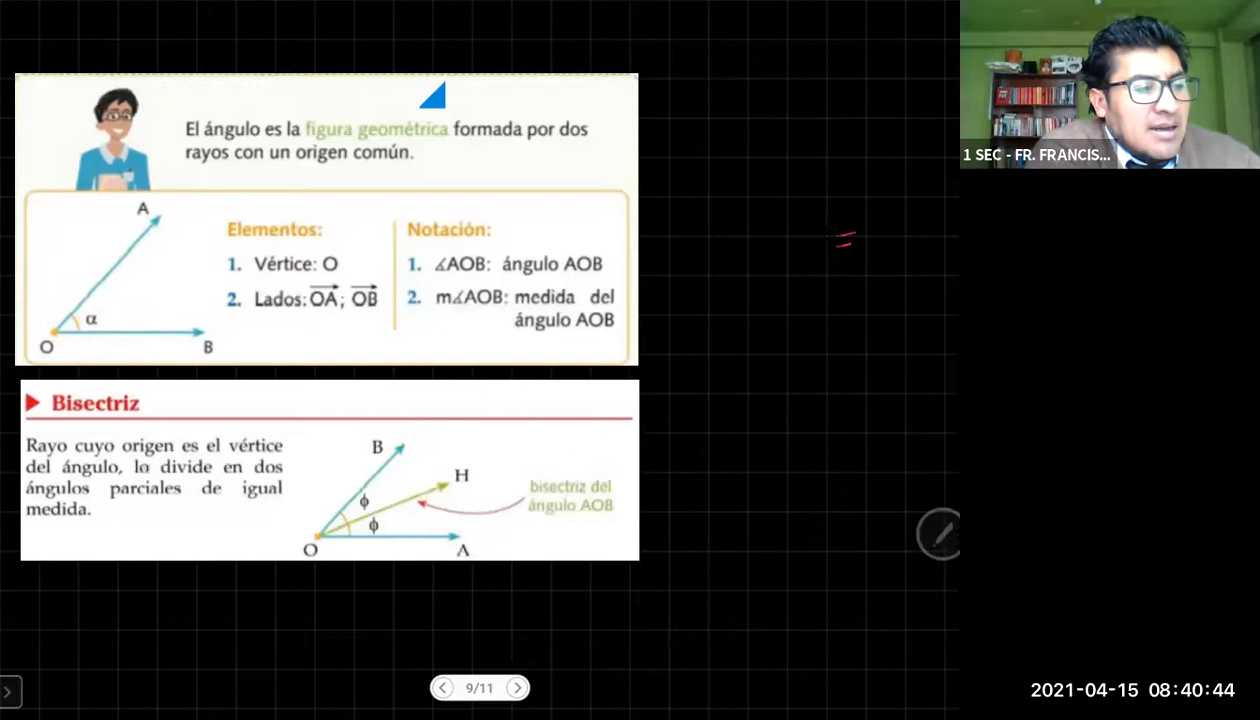 El ángulo es la figura geométrica formada por dos
rayos con un origen común.
A
α
O
B
Elementos:
1. Vértice: O
2. Lados: OA; OB
Notación:
1. ∡AOB: ángulo AOB
2. m∡AOB: medida del
ángulo AOB
=
Bisectriz
Rayo cuyo origen es el vértice
del ángulo, lo divide en dos
ángulos parciales de igual
medida.
B
H
ϕ
ϕ
O
A
bisectriz del
ángulo AOB
9/11
1 SEC - FR. FRANCIS...
2021-04-15 08:40:44